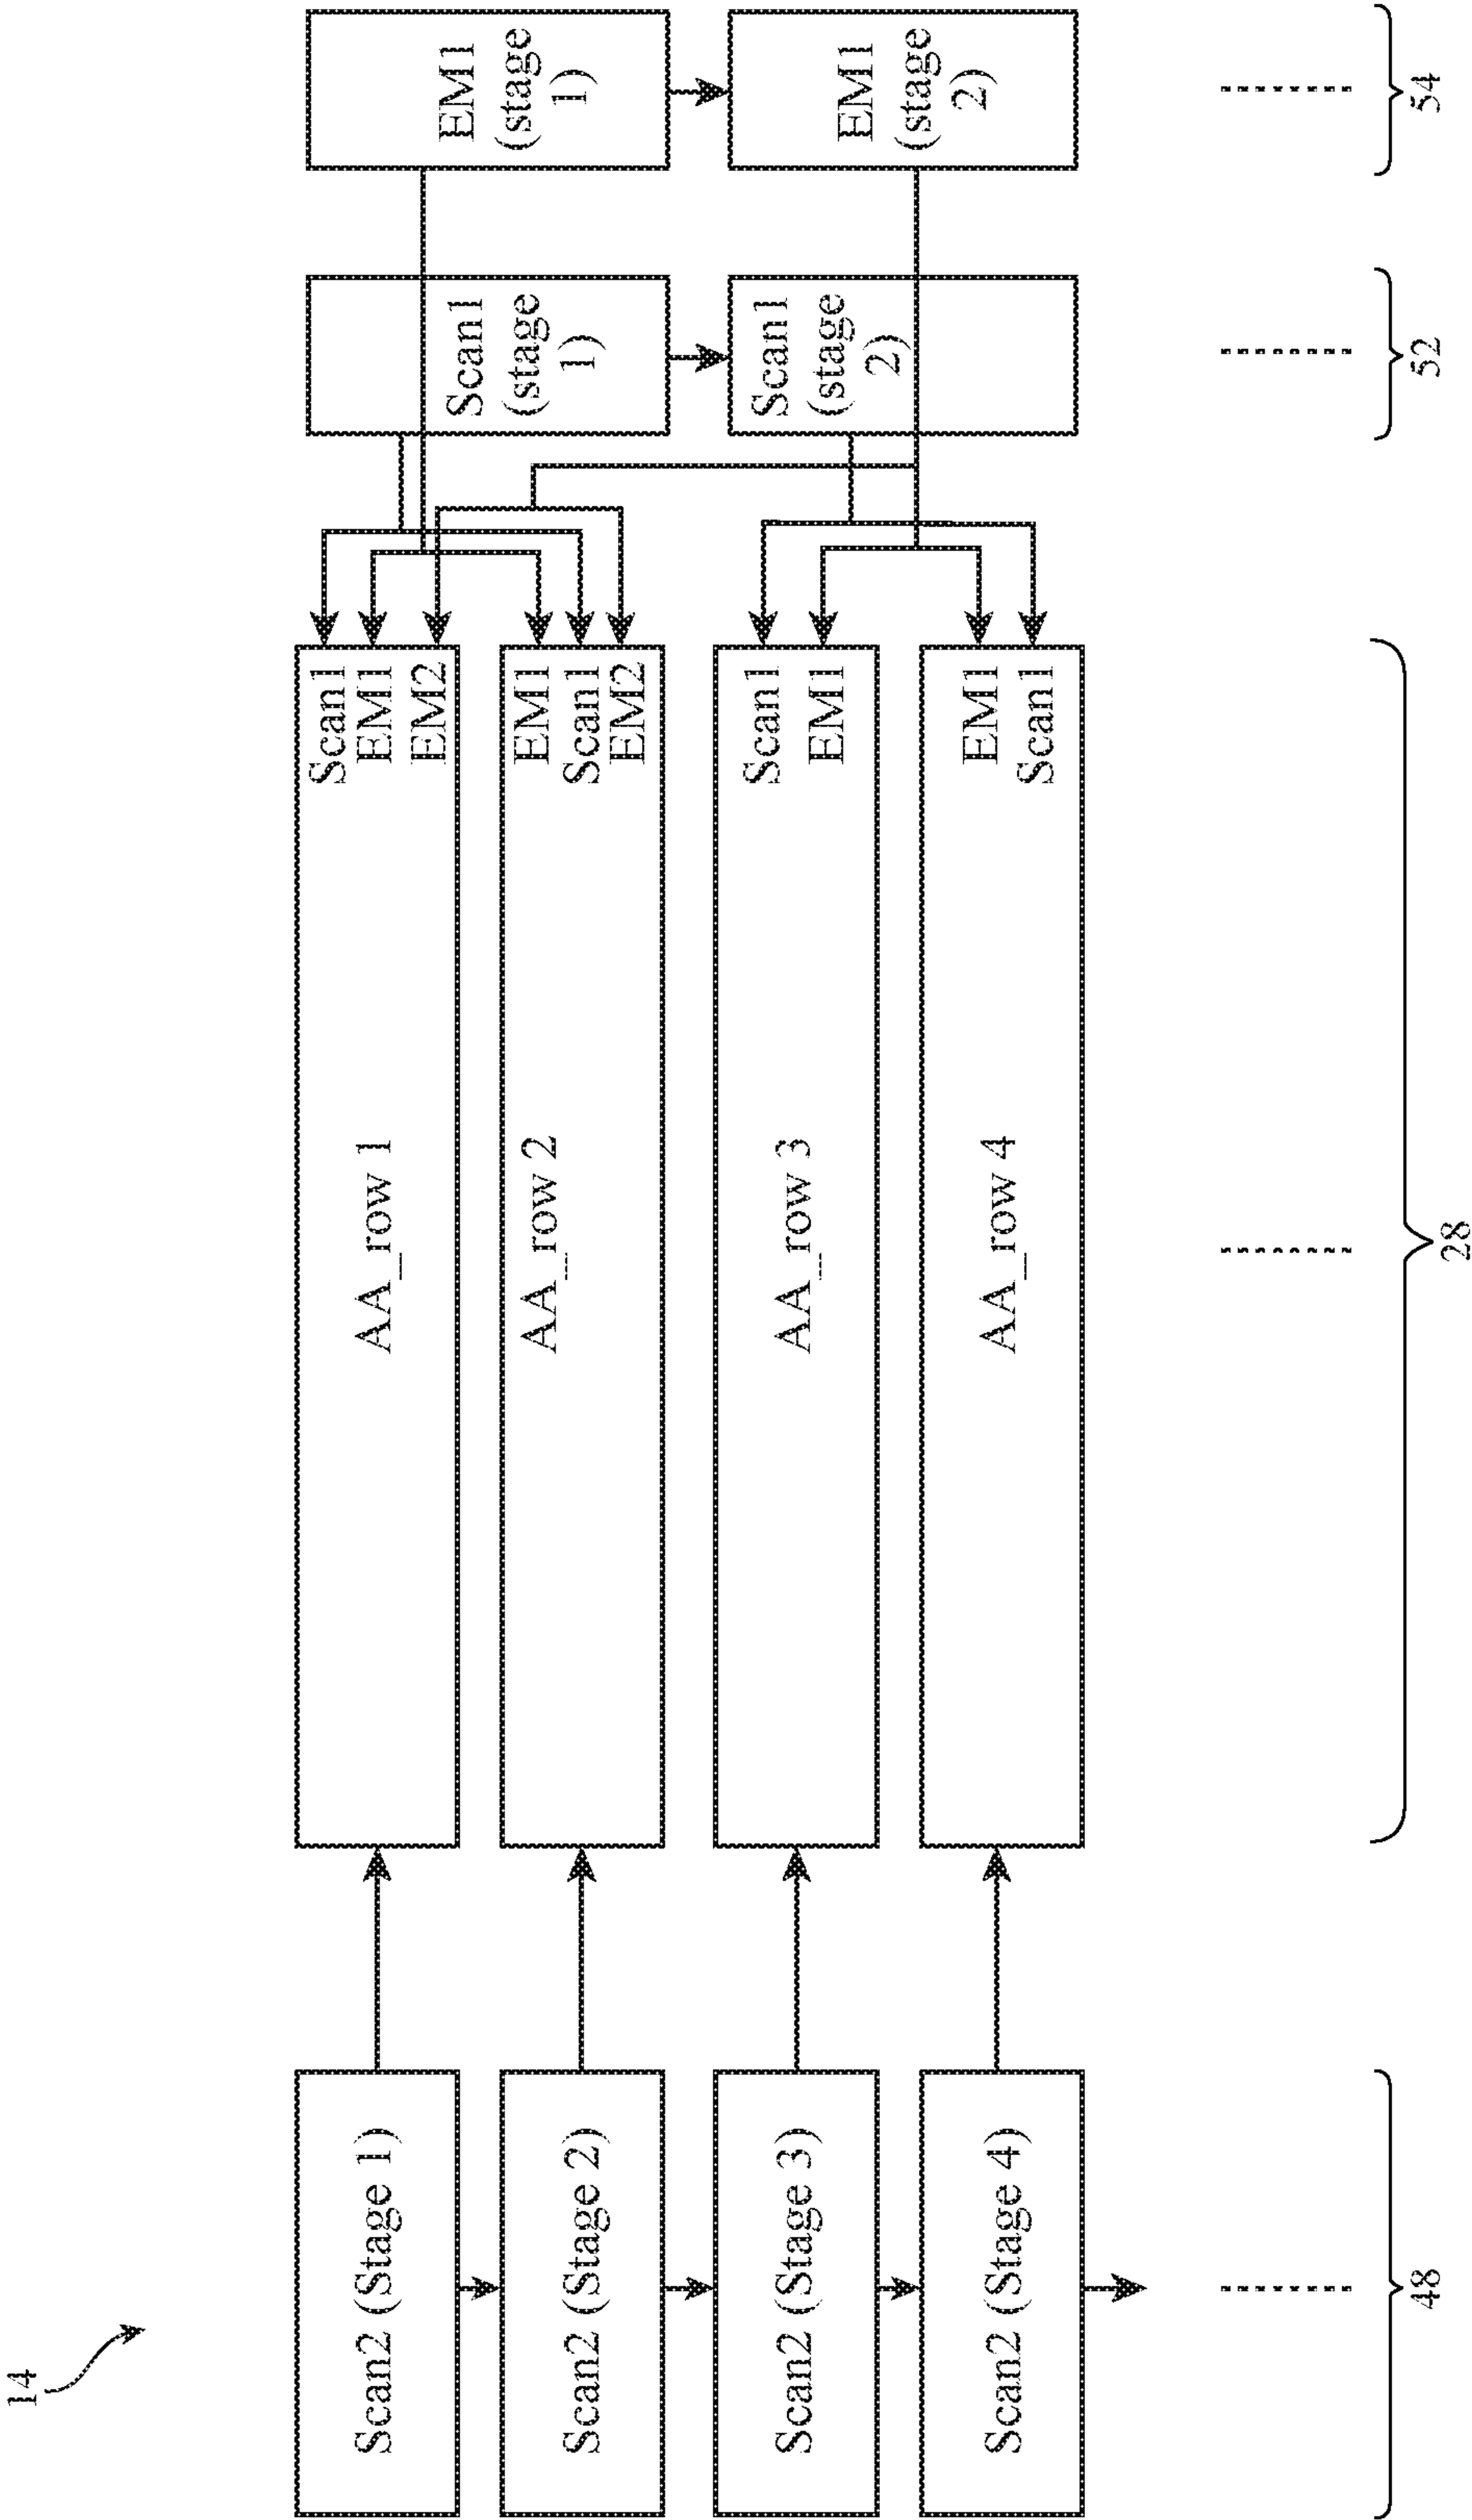 14
Scan2 (Stage 1)
AA_row 1
Scan1
EM1
EM2
Scan1
(stage
1)
EM1
(stage
1)
Scan2 (Stage 2)
AA_row 2
EM1
Scan1
EM2
Scan2 (Stage 3)
AA_row 3
Scan1
EM1
Scan1
(stage
2)
EM1
(stage
2)
Scan2 (Stage 4)
AA_row 4
EM1
Scan1
48
28
52
54